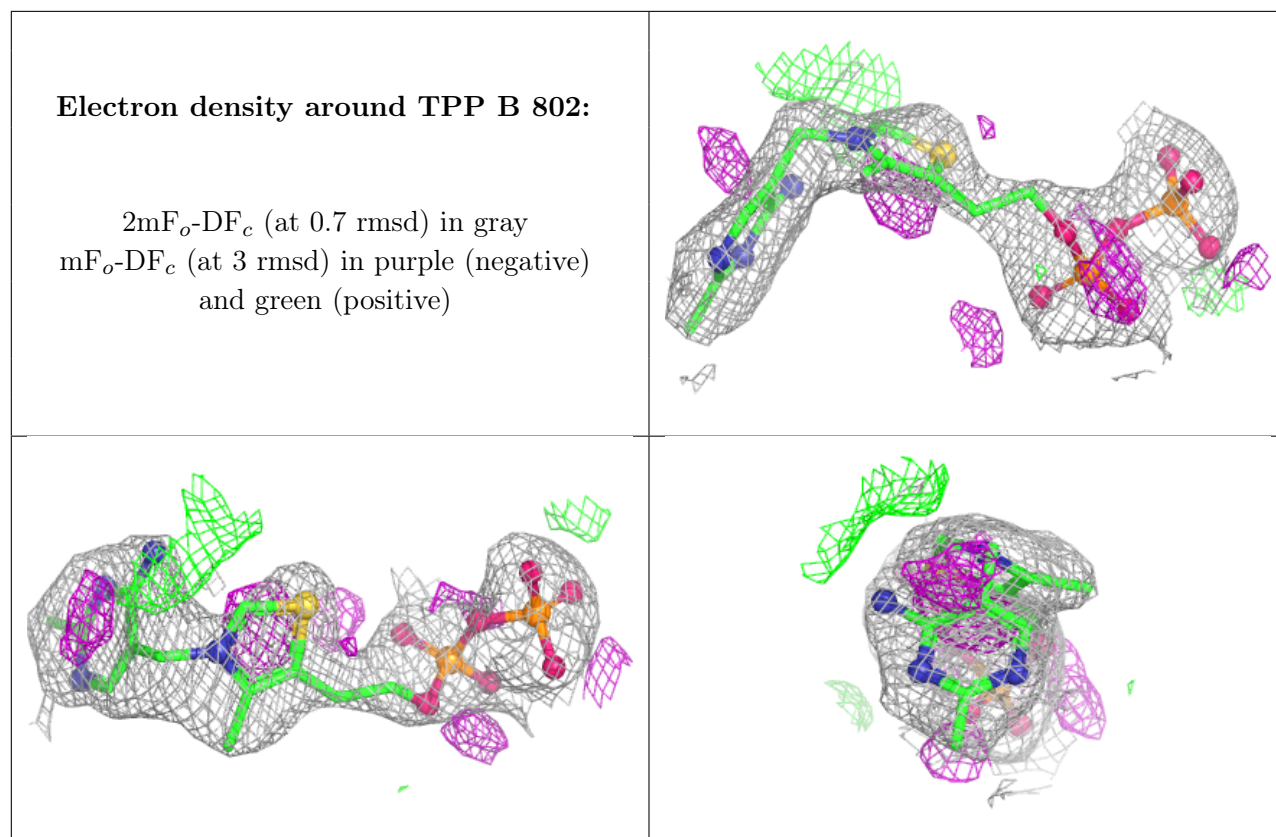 Electron density around TPP B 802:
2mFo-DFc (at 0.7 rmsd) in gray
mFo-DFc (at 3 rmsd) in purple (negative)
and green (positive)